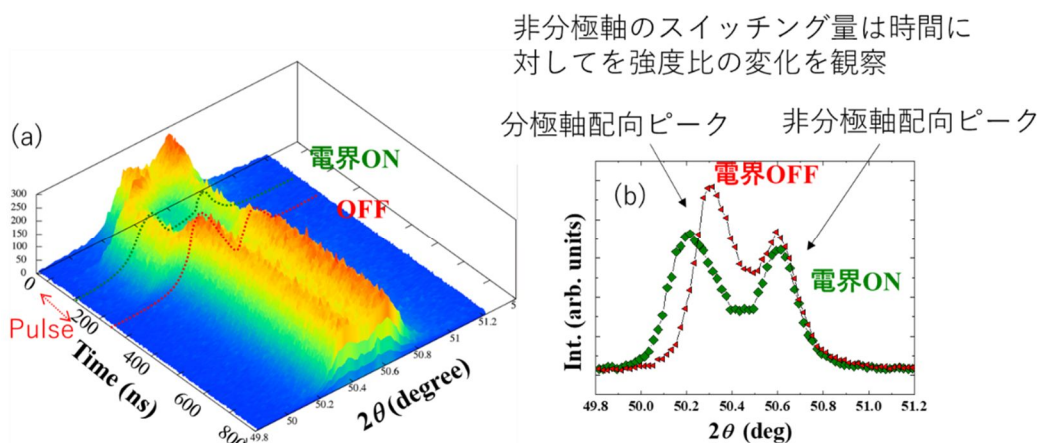 非分極軸のスイッチング量は時間に
対してを強度比の変化を観察
分極軸配向ピーク
非分極軸配向ピーク
(a)
電界ON
OFF
300
250
200
150
100
50
0
0
200
400
600
800
Pulse
Time (ns)
49.8
50
50.2
50.4
50.6
50.8
51
51.2
5
2θ(degree)
(b)
電界OFF
電界ON
Int. (arb. units)
49.8 50.0 50.2 50.4 50.6 50.8 51.2
2θ (deg)